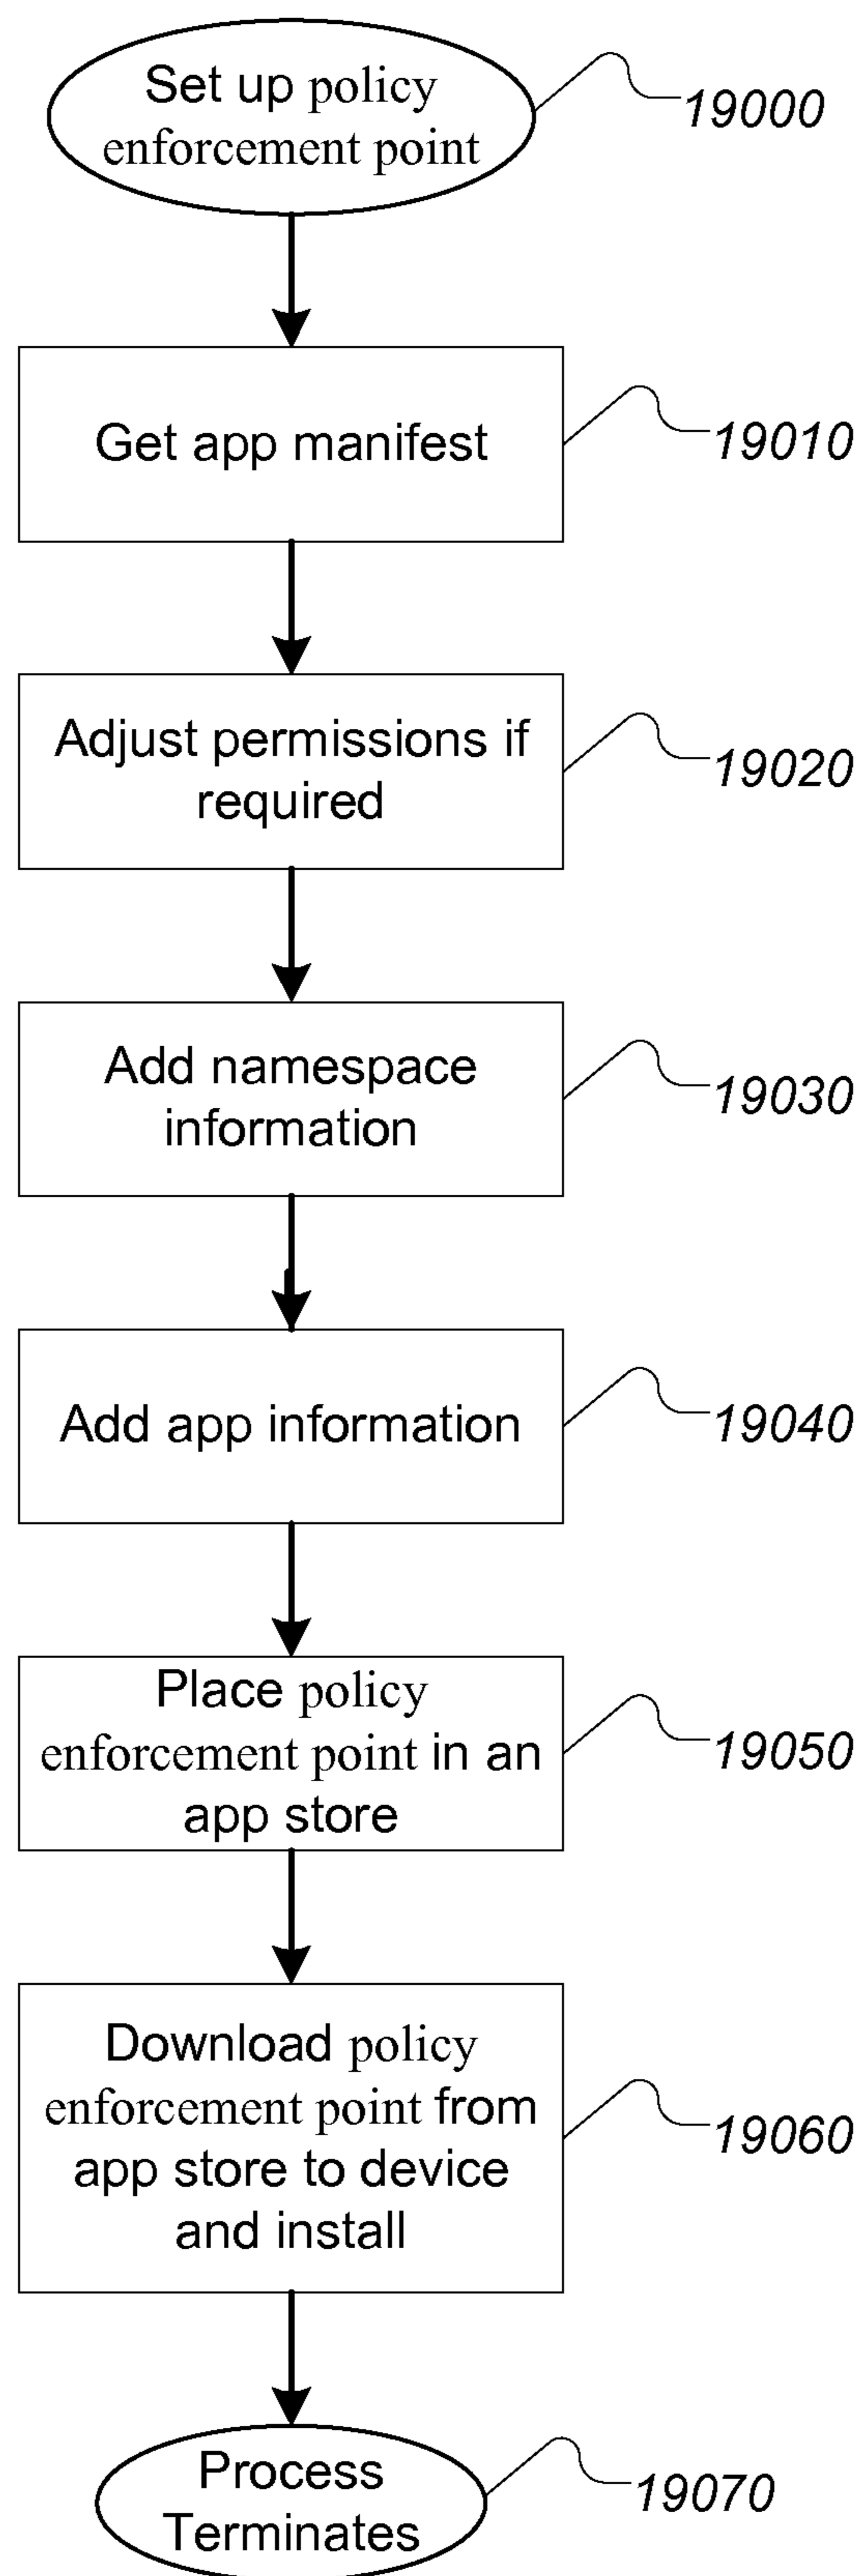 Set up policy
enforcement point
19000
Get app manifest
19010
Adjust permissions if
required
19020
Add namespace
information
19030
Add app information
19040
Place policy
enforcement point in an
app store
19050
Download policy
enforcement point from
app store to device
and install
19060
Process
Terminates
19070